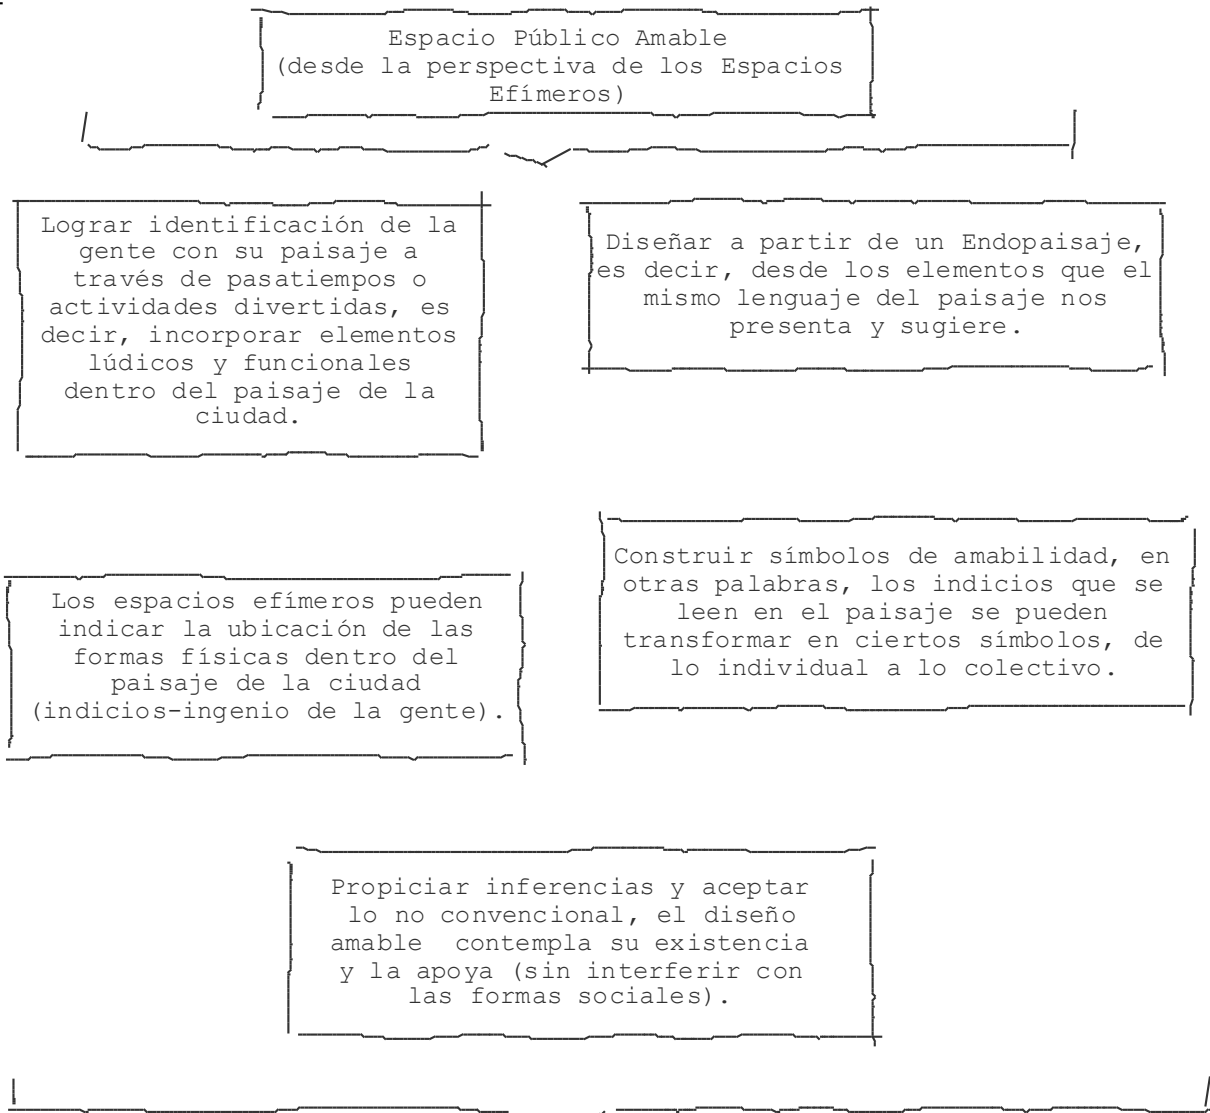 Espacio Público Amable
(desde la perspectiva de los Espacios
Efímeros)
Lograr identificación de la
gente con su paisaje a
través de pasatiempos o
actividades divertidas, es
decir, incorporar elementos
lúdicos y funcionales
dentro del paisaje de la
ciudad.
Diseñar a partir de un Endopaisaje,
es decir, desde los elementos que el
mismo lenguaje del paisaje nos
presenta y sugiere.
Los espacios efímeros pueden
indicar la ubicación de las
formas físicas dentro del
paisaje de la ciudad
(indicios-ingenio de la gente).
Construir símbolos de amabilidad, en
otras palabras, los indicios que se
leen en el paisaje se pueden
transformar en ciertos símbolos, de
lo individual a lo colectivo.
Propiciar inferencias y aceptar
lo no convencional, el diseño
amable contempla su existencia
y la apoya (sin interferir con
las formas sociales).